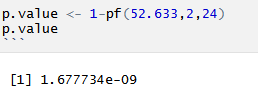 p.value <- 1-pf(52.633,2,24)
p.value
```
[1] 1.677734e-09